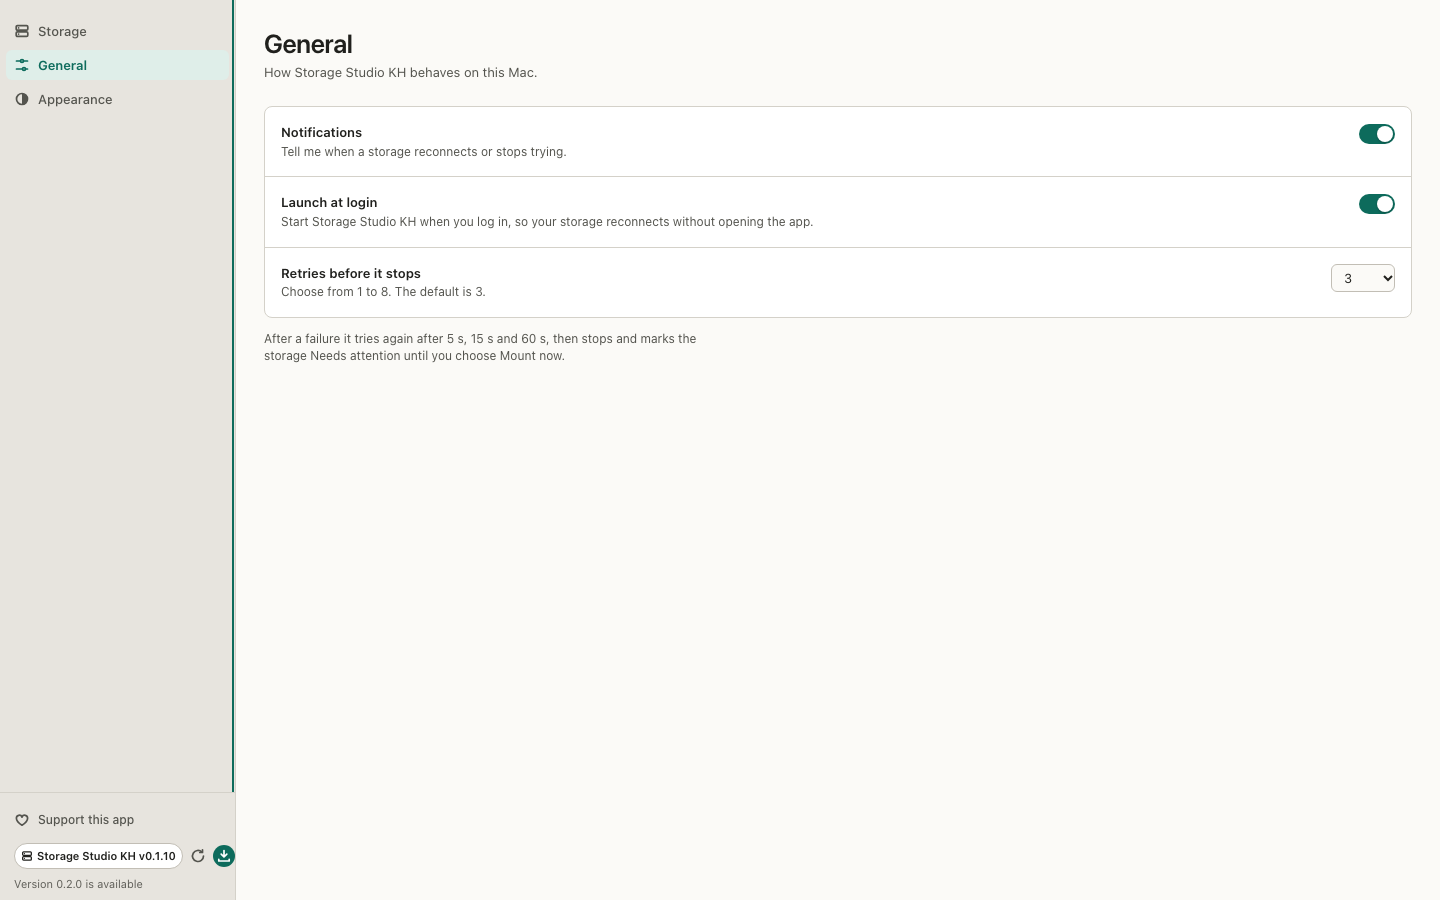 Storage
General
Appearance
General
How Storage Studio KH behaves on this Mac.
Notifications
Tell me when a storage reconnects or stops trying.
Launch at login
Start Storage Studio KH when you log in, so your storage reconnects without opening the app.
Retries before it stops
Choose from 1 to 8. The default is 3.
3
After a failure it tries again after 5 s, 15 s and 60 s, then stops and marks the
storage Needs attention until you choose Mount now.
Support this app
Storage Studio KH v0.1.10
Version 0.2.0 is available